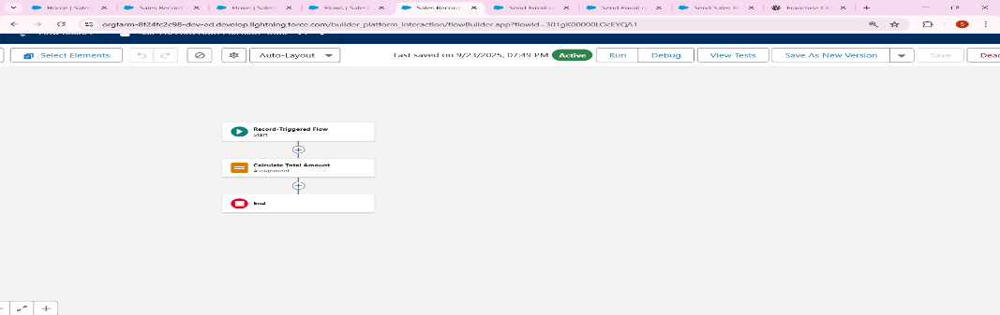 Home | Sales
Sales Record
Flows | Sales
Flows | Sales
Sales Record
Send Email o
Send Email o
Send Sales E
Franchise CR
orgfarm-8f24fc2c98-dev-ed.develop.lightning.force.com/builder_platform_interaction/flowBuilder.app?flowId=301gK00000LOcEYQA1
S
Select Elements
Auto-Layout
Last saved on 9/23/2025, 07:49 PM
Active
Run
Debug
View Tests
Save As New Version
Save
Deac
Record-Triggered Flow
Start
Calculate Total Amount
Assignment
End